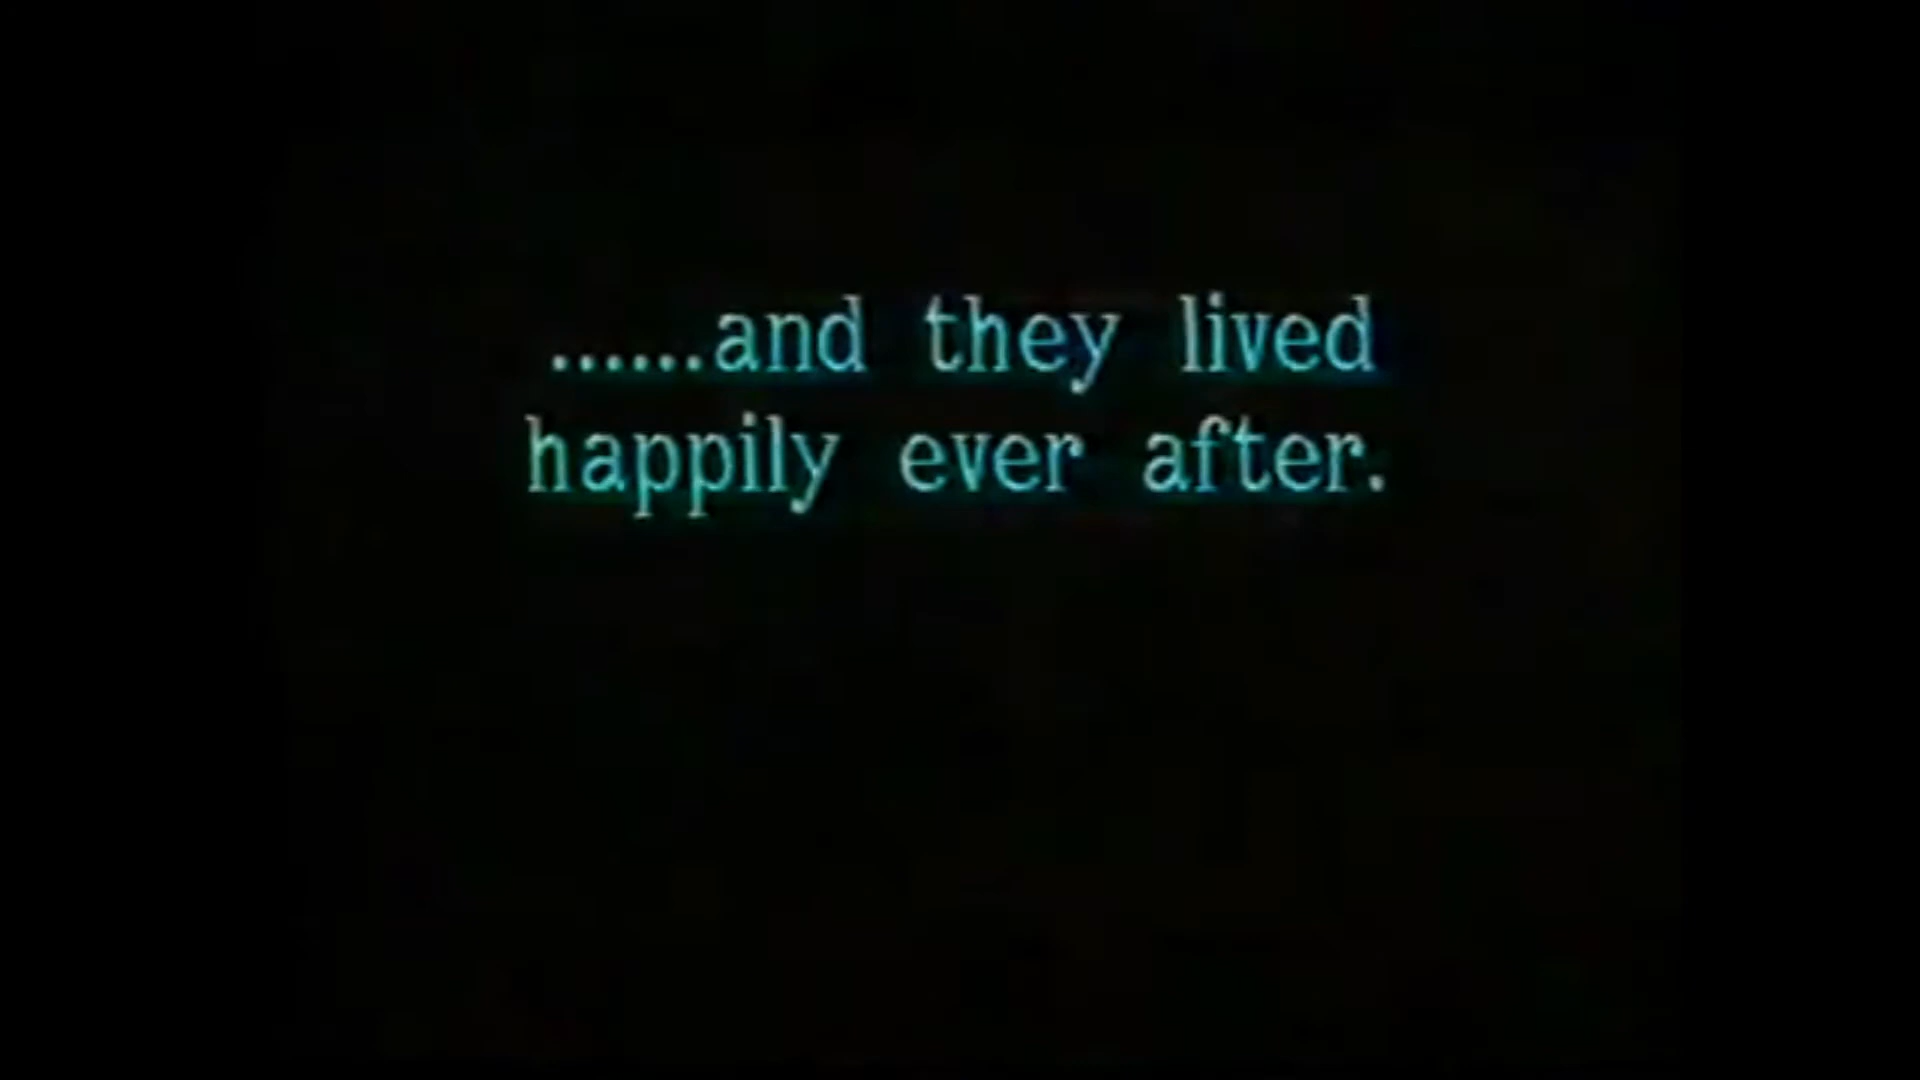 ......and they lived
happily ever after.